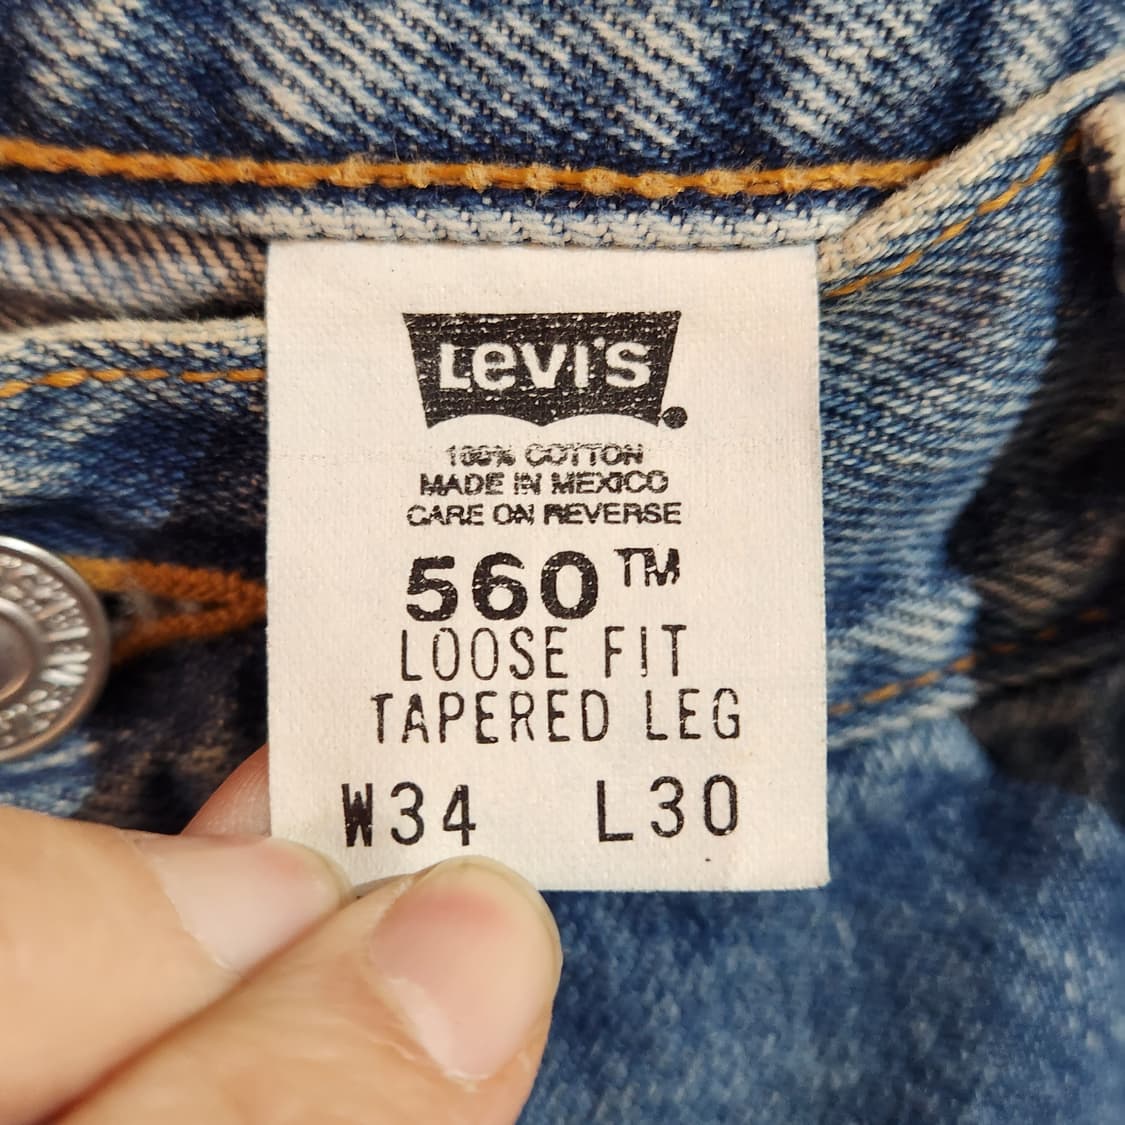 Levi's
100% COTTON
MADE IN MEXICO
CARE ON REVERSE
560™
LOOSE FIT
TAPERED LEG
W34 L30